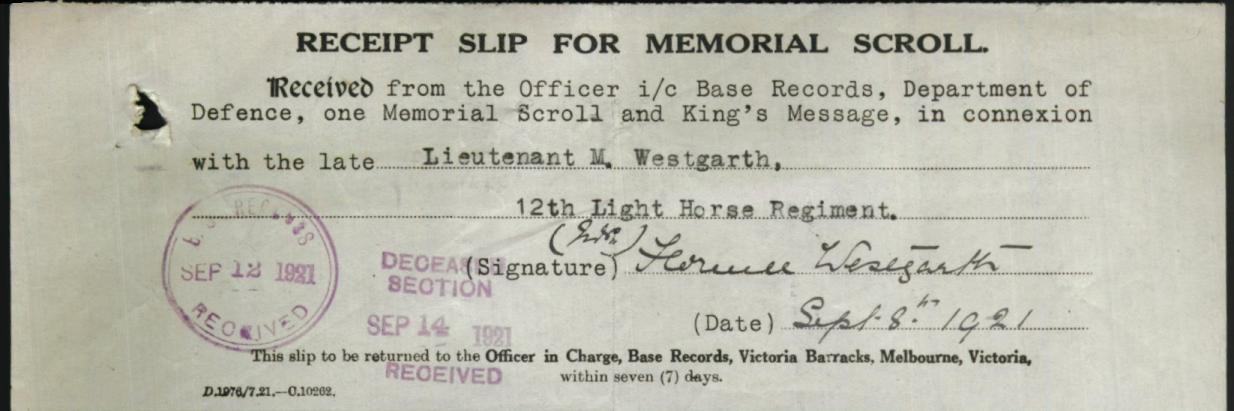 RECEIPT SLIP FOR MEMORIAL SCROLL.
Received from the Officer i/c Base Records, Department of
Defence, one Memorial Scroll and King's Message, in connexion
with the late Lieutenant M. Westgarth,
12th Light Horse Regiment.
(Mrs.)
(Signature) Florence Westgarth
(Date) Sept. 8th 1921
RECORDS
SEP 12 1921
RECEIVED
DECEASED
SECTION
SEP 14 1921
RECEIVED
This slip to be returned to the Officer in Charge, Base Records, Victoria Barracks, Melbourne, Victoria,
within seven (7) days.
D.1976/7.21.—C.10262.